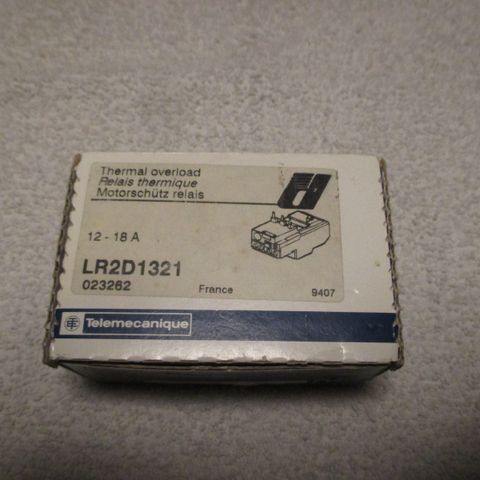 Thermal overload
Relais thermique
Motorschütz relais
12 - 18 A
LR2D1321
023262 France 9407
Telemecanique